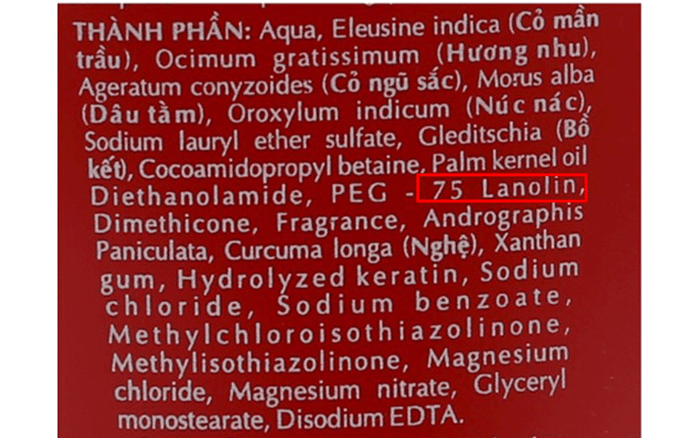 THÀNH PHẦN: Aqua, Eleusine indica (Cỏ mần
trầu), Ocimum gratissimum (Hương nhu),
Ageratum conyzoides (Cỏ ngũ sắc), Morus alba
(Dâu tằm), Oroxylum indicum (Núc nác),
Sodium lauryl ether sulfate, Gleditschia (Bồ
kết), Cocoamidopropyl betaine, Palm kernel oil
Diethanolamide, PEG - 75 Lanolin,
Dimethicone, Fragrance, Andrographis
Paniculata, Curcuma longa (Nghệ), Xanthan
gum, Hydrolyzed keratin, Sodium
chloride, Sodium benzoate,
Methylchloroisothiazolinone,
Methylisothiazolinone, Magnesium
chloride, Magnesium nitrate, Glyceryl
monostearate, Disodium EDTA.